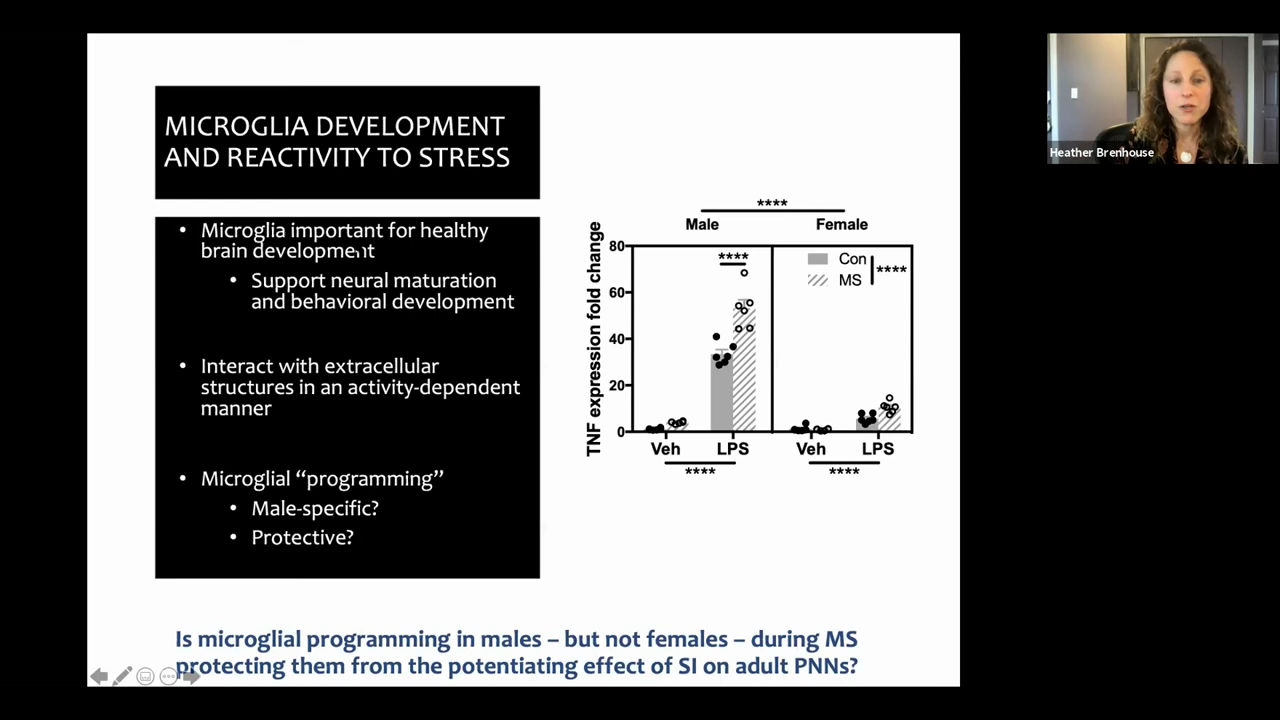 MICROGLIA DEVELOPMENT
AND REACTIVITY TO STRESS
• Microglia important for healthy
brain development
• Support neural maturation
and behavioral development
• Interact with extracellular
structures in an activity-dependent
manner
• Microglial “programming”
• Male-specific?
• Protective?
****
Male Female
TNF expression fold change
80
60
40
20
0
****
Con
MS
****
Veh LPS Veh LPS
**** ****
Is microglial programming in males – but not females – during MS
protecting them from the potentiating effect of SI on adult PNNs?
Heather Brenhouse